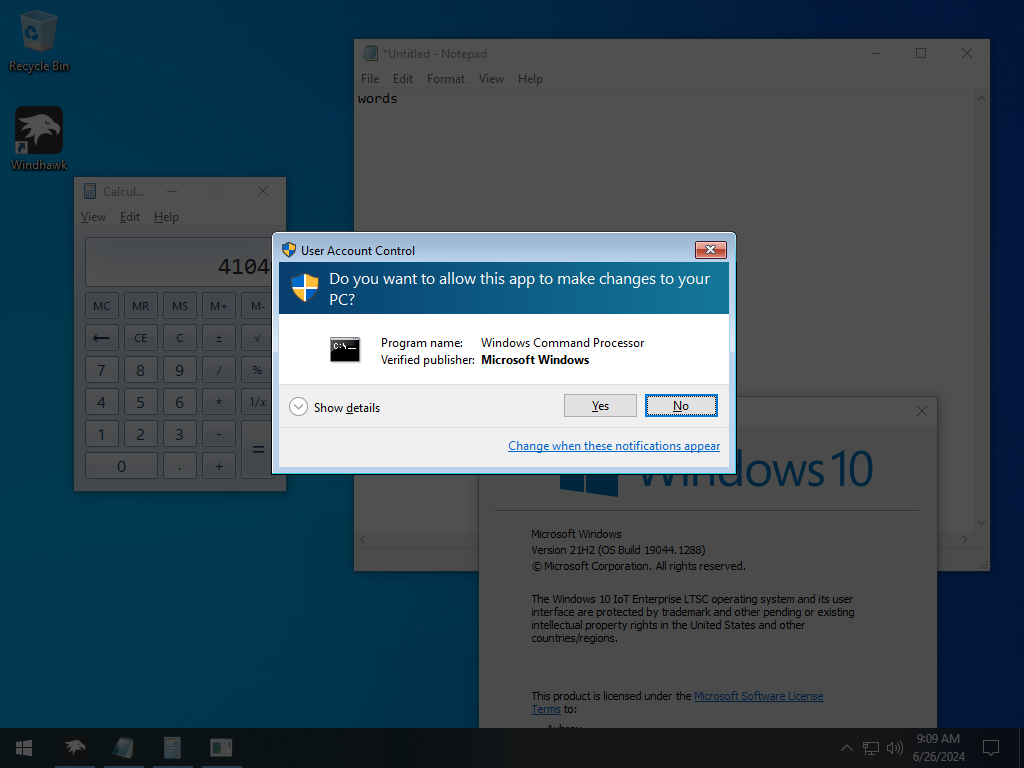 Recycle Bin
Windhawk
*Untitled - Notepad
File Edit Format View Help
words
Calcul...
View Edit Help
4104
MC MR MS M+ M-
← CE C ± √
7 8 9 / %
4 5 6 * 1/x
1 2 3 - =
0 . +
User Account Control
Do you want to allow this app to make changes to your
PC?
C:\_
Program name: Windows Command Processor
Verified publisher: Microsoft Windows
Show details
Yes No
Change when these notifications appear
Windows 10
Microsoft Windows
Version 21H2 (OS Build 19044.1288)
© Microsoft Corporation. All rights reserved.
The Windows 10 IoT Enterprise LTSC operating system and its user
interface are protected by trademark and other pending or existing
intellectual property rights in the United States and other
countries/regions.
This product is licensed under the Microsoft Software License
Terms to:
9:09 AM
6/26/2024